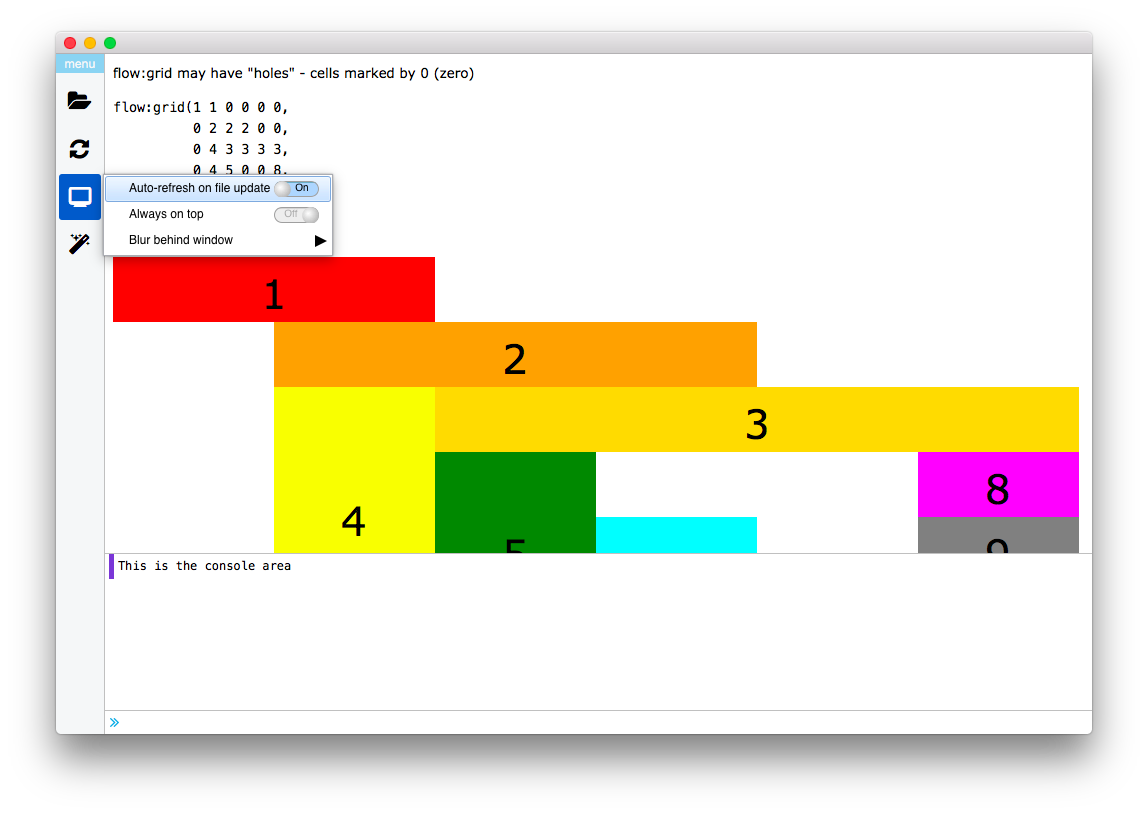 menu
flow:grid may have "holes" - cells marked by 0 (zero)
flow:grid(1 1 0 0 0 0,
0 2 2 2 0 0,
0 4 3 3 3 3,
0 4 5 0 0 8,
Auto-refresh on file update On
Always on top Off
Blur behind window
1
2
3
8
4
5
9
This is the console area